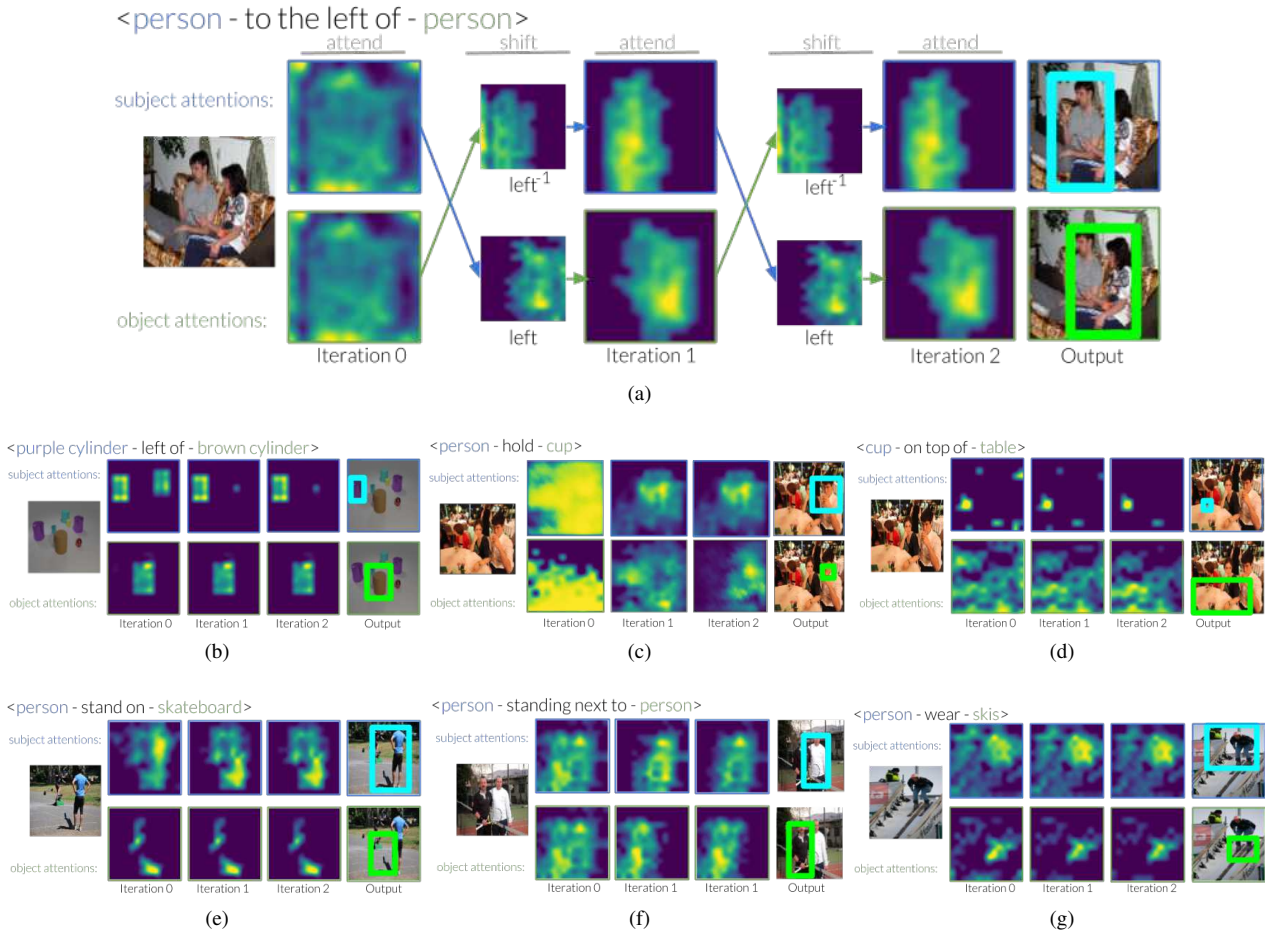 <person - to the left of - person>
attend shift attend shift attend
subject attentions:
left-1 left-1
object attentions:
left left
Iteration 0 Iteration 1 Iteration 2 Output
(a)
<purple cylinder - left of - brown cylinder>
subject attentions:
object attentions:
Iteration 0 Iteration 1 Iteration 2 Output
(b)
<person - hold - cup>
subject attentions:
object attentions:
Iteration 0 Iteration 1 Iteration 2 Output
(c)
<cup - on top of - table>
subject attentions:
object attentions:
Iteration 0 Iteration 1 Iteration 2 Output
(d)
<person - stand on - skateboard>
subject attentions:
object attentions:
Iteration 0 Iteration 1 Iteration 2 Output
(e)
<person - standing next to - person>
subject attentions:
object attentions:
Iteration 0 Iteration 1 Iteration 1 Output
(f)
<person - wear - skis>
subject attentions:
object attentions:
Iteration 0 Iteration 1 Iteration 2 Output
(g)